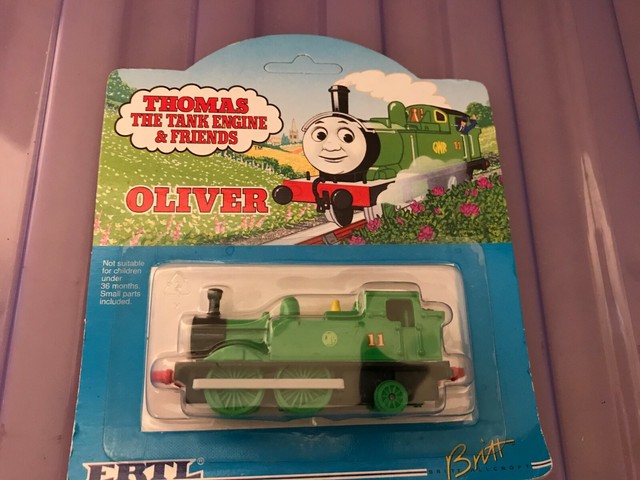 THOMAS
THE TANK ENGINE
& FRIENDS
GWR 11
OLIVER
Not suitable
for children
under
36 months.
Small parts
included.
GWR 11
ERTL®
Britt